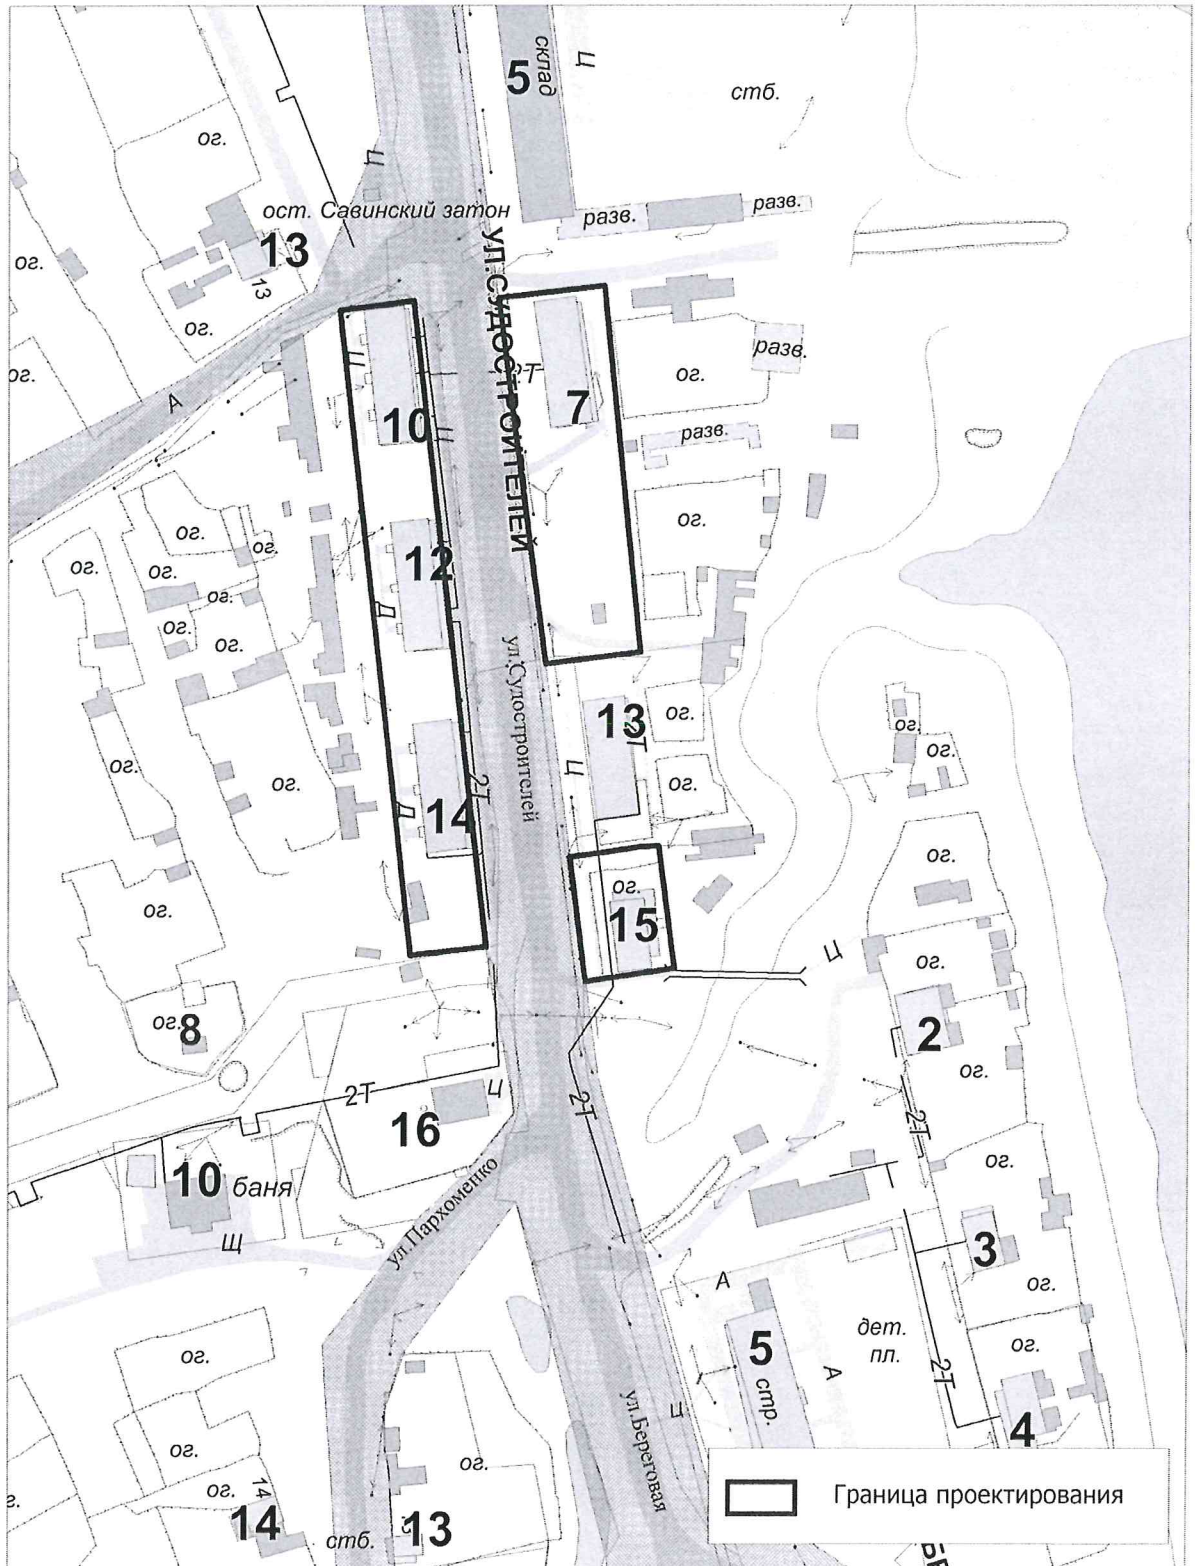 5
склад
Ц
стб.
ог.
Ц
ост. Савинский затон
разв.
разв.
13
13
ог.
ог.
УЛ.СУДОСТРОИТЕЛЕЙ
П
разв.
ог.
2Т
А
10
7
Ц
разв.
ог.
ог.
12
ог.
ог.
ог.
ог.
Д
ог.
ог.
ул.Судостроителей
13
2Т
ог.
ог.
ог.
ог.
ог.
Ц
ог.
2Т
Д
14
ог.
ог.
ог.
15
Ц
ог.
ог.
8
2
ог.
2Т
Ц
2Т
16
2Т
ог.
10
баня
ул.Пархоменко
Щ
3
ог.
А
дет.
пл.
5
стр.
А
ог.
ог.
2Т
Ц
4
ул.Береговая
ог.
ог.
ог.
14
14
стб.
13
Граница проектирования